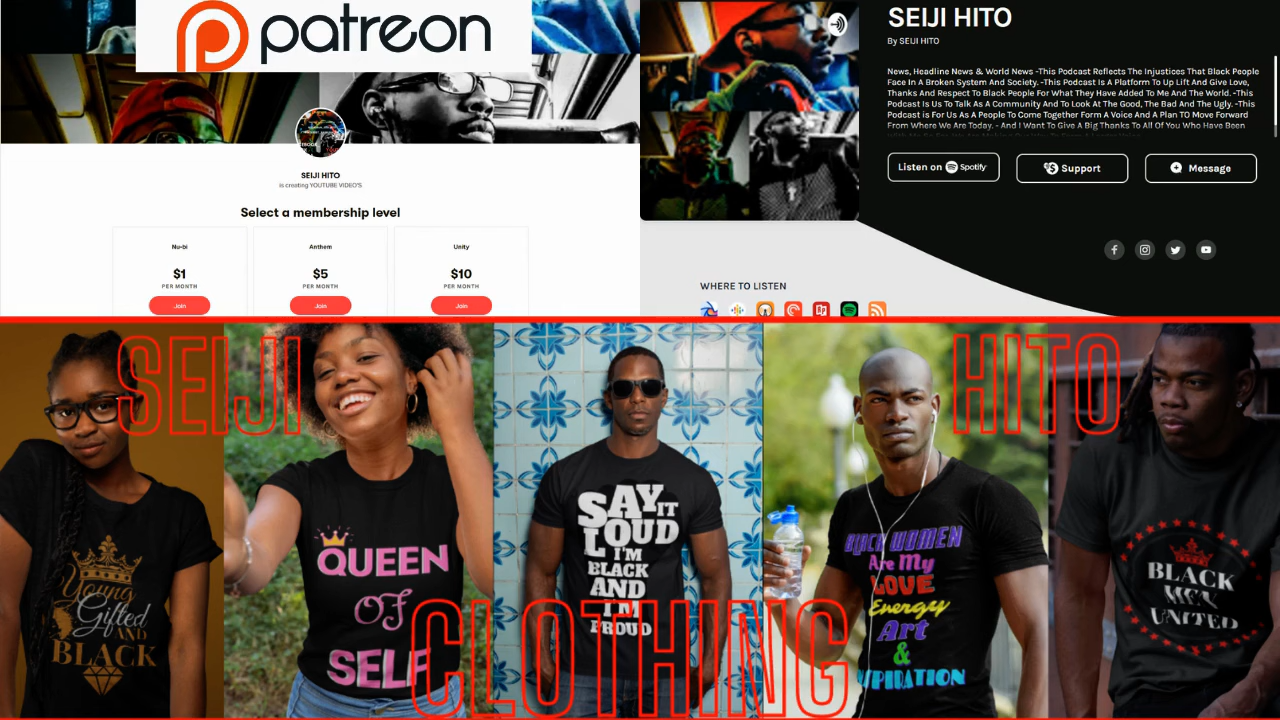 patreon
SEIJI HITO
is creating YOUTUBE VIDEO'S
Select a membership level
Nu-bi
$1
PER MONTH
Join
Anthem
$5
PER MONTH
Join
Unity
$10
PER MONTH
Join
SEIJI HITO
By SEIJI HITO
News, Headline News & World News -This Podcast Reflects The Injustices That Black People
Face In A Broken System And Society. -This Podcast Is A Platform To Up Lift And Give Love,
Thanks And Respect To Black People For What They Have Added To Me And The World. -This
Podcast Is Us To Talk As A Community And To Look At The Good, The Bad And The Ugly. -This
Podcast is For Us As A People To Come Together Form A Voice And A Plan TO Move Forward
From Where We Are Today. - And I Want To Give A Big Thanks To All Of You Who Have Been
Listen on Spotify
Support
Message
WHERE TO LISTEN
SEIJI
HITO
CLOTHING
Young
Gifted
AND
BLACK
QUEEN
OF
SELF
SAY IT
LOUD
I'M
BLACK
AND
I'M
PROUD
BLACK WOMEN
Are My
LOVE
Energy
Art
&
INSPIRATION
BLACK
MEN
UNITED